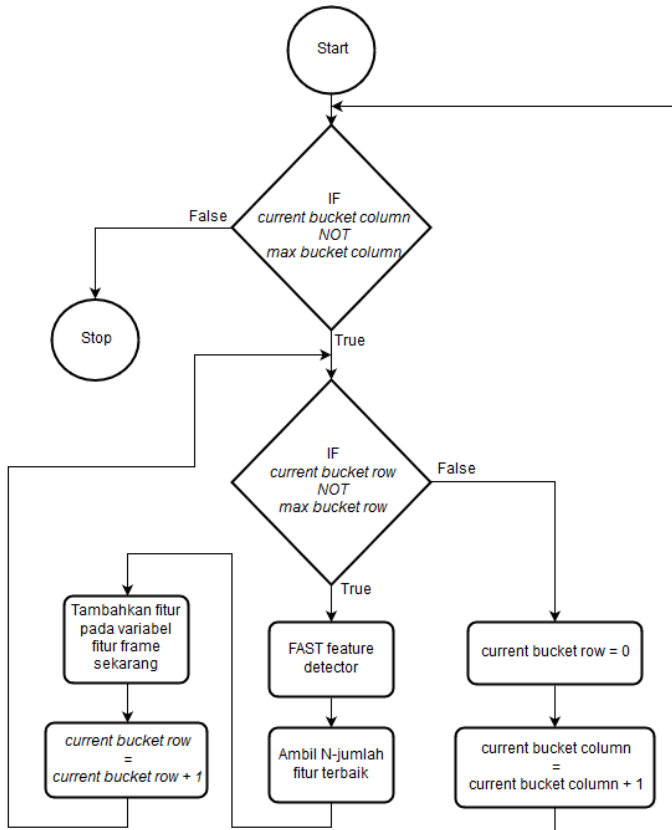 Start
IF
current bucket column
NOT
max bucket column
False
Stop
True
IF
current bucket row
NOT
max bucket row
False
True
Tambahkan fitur
pada variabel
fitur frame
sekarang
FAST feature
detector
current bucket row = 0
current bucket row
=
current bucket row + 1
Ambil N-jumlah
fitur terbaik
current bucket column
=
current bucket column + 1